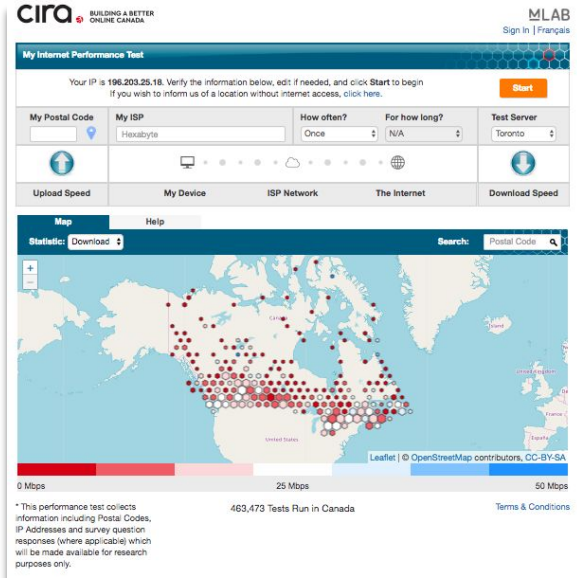 cira BUILDING A BETTER ONLINE CANADA
MLAB
Sign In | Français
My Internet Performance Test
Your IP is 196.203.25.18. Verify the information below, edit if needed, and click Start to begin
If you wish to inform us of a location without internet access, click here.
Start
My Postal Code My ISP How often? For how long? Test Server
Hexabyte Once N/A Toronto
Upload Speed My Device ISP Network The Internet Download Speed
Map Help
Statistic: Download Search: Postal Code
+
-
Canada
United States
España
France
Leaflet | © OpenStreetMap contributors, CC-BY-SA
0 Mbps 25 Mbps 50 Mbps
* This performance test collects
information including Postal Codes,
IP Addresses and survey question
responses (where applicable) which
will be made available for research
purposes only.
463,473 Tests Run in Canada
Terms & Conditions